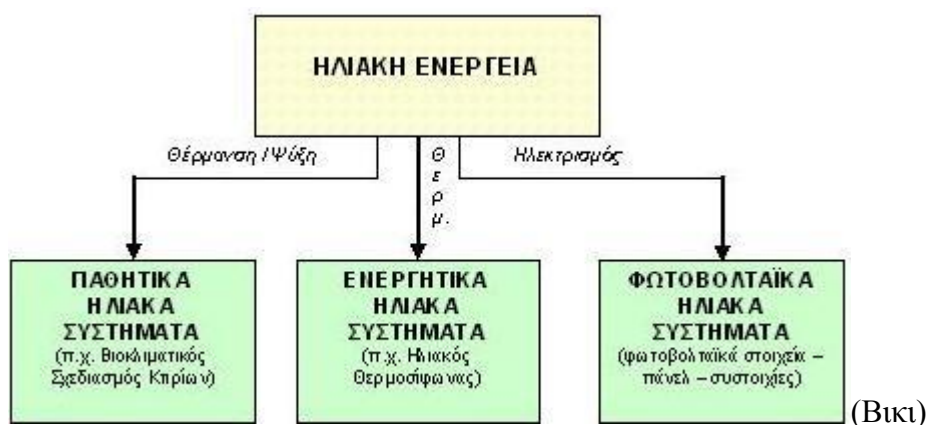 ΗΛΙΑΚΗ ΕΝΕΡΓΕΙΑ
Θέρμανση / Ψύξη
Θερμ.
Ηλεκτρισμός
ΠΑΘΗΤΙΚΑ
ΗΛΙΑΚΑ
ΣΥΣΤΗΜΑΤΑ
(π.χ. Βιοκλιματικός
Σχεδιασμός Κτιρίων)
ΕΝΕΡΓΗΤΙΚΑ
ΗΛΙΑΚΑ
ΣΥΣΤΗΜΑΤΑ
(π.χ. Ηλιακός
Θερμοσίφωνας)
ΦΩΤΟΒΟΛΤΑΪΚΑ
ΗΛΙΑΚΑ
ΣΥΣΤΗΜΑΤΑ
(φωτοβολταϊκά στοιχεία –
πάνελ – συστοιχίες)
(Βικι)